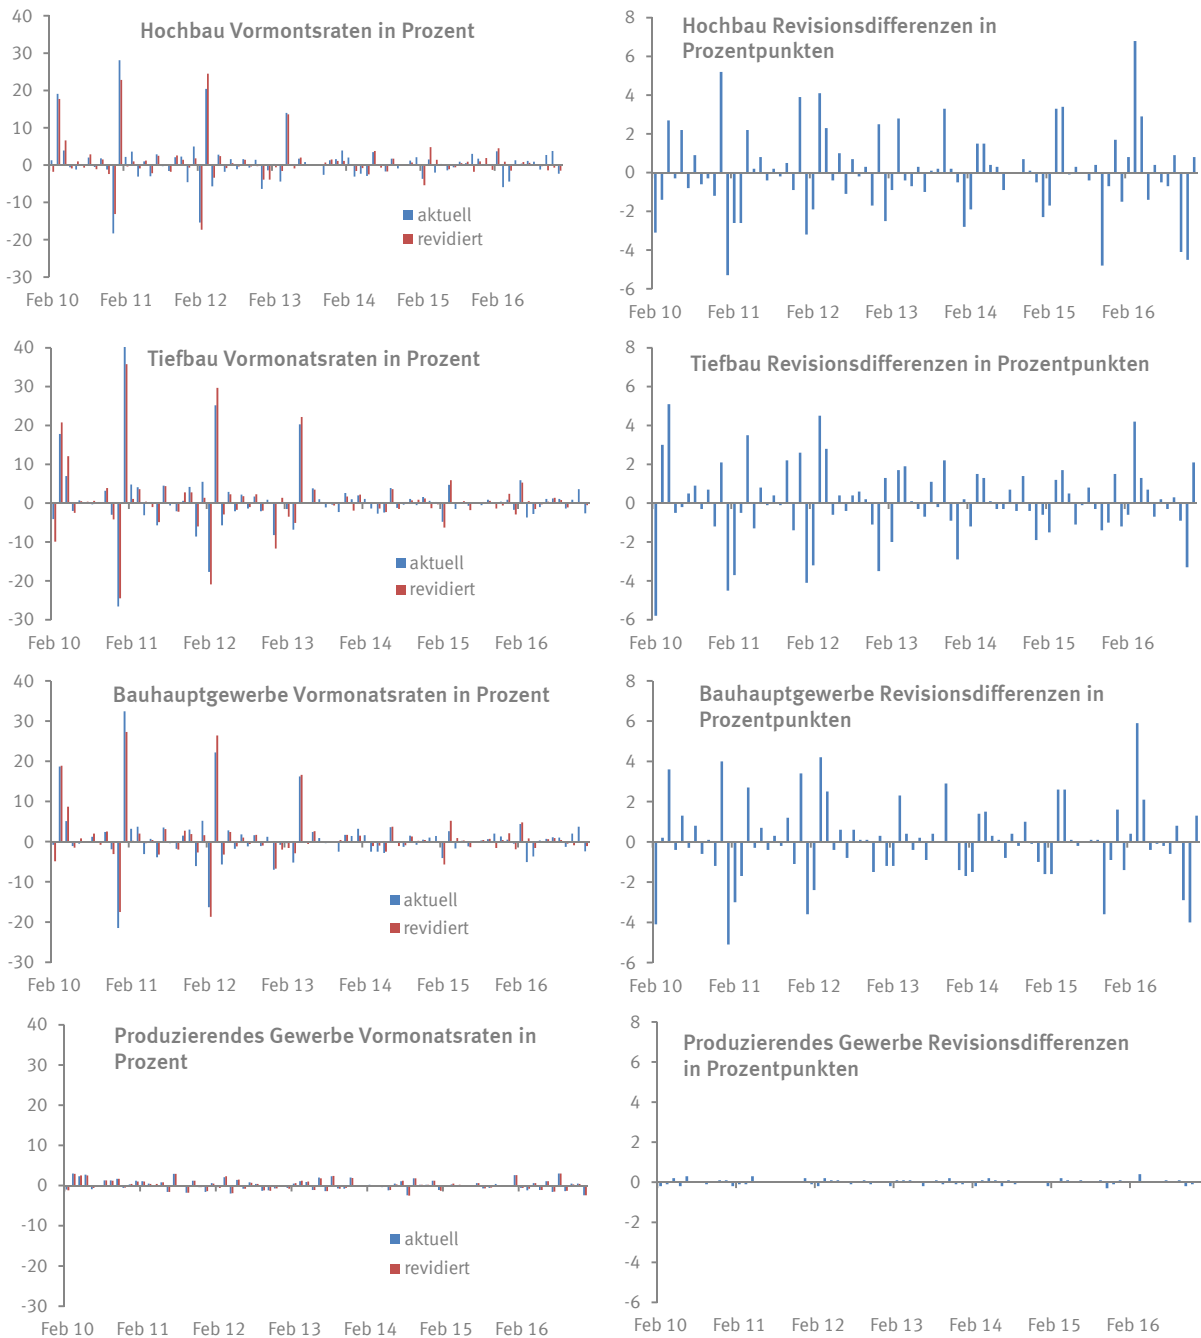 Hochbau Vormontsraten in Prozent
40
30
20
10
0
-10
-20
-30
aktuell
revidiert
Feb 10 Feb 11 Feb 12 Feb 13 Feb 14 Feb 15 Feb 16
Hochbau Revisionsdifferenzen in
Prozentpunkten
8
6
4
2
0
-2
-4
-6
Feb 10 Feb 11 Feb 12 Feb 13 Feb 14 Feb 15 Feb 16
Tiefbau Vormonatsraten in Prozent
40
30
20
10
0
-10
-20
-30
aktuell
revidiert
Feb 10 Feb 11 Feb 12 Feb 13 Feb 14 Feb 15 Feb 16
Tiefbau Revisionsdifferenzen in Prozentpunkten
8
6
4
2
0
-2
-4
-6
Feb 10 Feb 11 Feb 12 Feb 13 Feb 14 Feb 15 Feb 16
Bauhauptgewerbe Vormonatsraten in Prozent
40
30
20
10
0
-10
-20
-30
aktuell
revidiert
Feb 10 Feb 11 Feb 12 Feb 13 Feb 14 Feb 15 Feb 16
Bauhauptgewerbe Revisionsdifferenzen in
Prozentpunkten
8
6
4
2
0
-2
-4
-6
Feb 10 Feb 11 Feb 12 Feb 13 Feb 14 Feb 15 Feb 16
Produzierendes Gewerbe Vormonatsraten in
Prozent
40
30
20
10
0
-10
-20
-30
aktuell
revidiert
Feb 10 Feb 11 Feb 12 Feb 13 Feb 14 Feb 15 Feb 16
Produzierendes Gewerbe Revisionsdifferenzen
in Prozentpunkten
8
6
4
2
0
-2
-4
-6
Feb 10 Feb 11 Feb 12 Feb 13 Feb 14 Feb 15 Feb 16